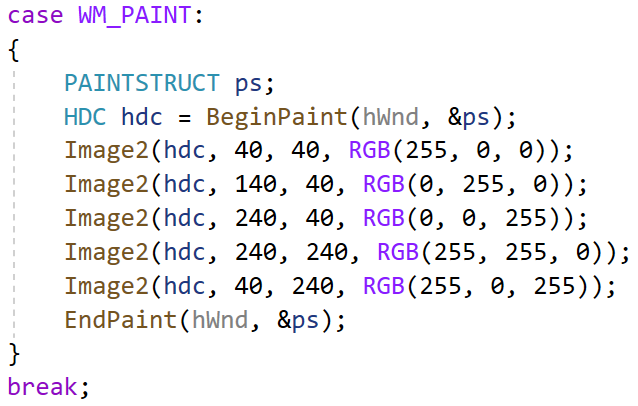 case WM_PAINT:
{
    PAINTSTRUCT ps;
    HDC hdc = BeginPaint(hWnd, &ps);
    Image2(hdc, 40, 40, RGB(255, 0, 0));
    Image2(hdc, 140, 40, RGB(0, 255, 0));
    Image2(hdc, 240, 40, RGB(0, 0, 255));
    Image2(hdc, 240, 240, RGB(255, 255, 0));
    Image2(hdc, 40, 240, RGB(255, 0, 255));
    EndPaint(hWnd, &ps);
}
break;